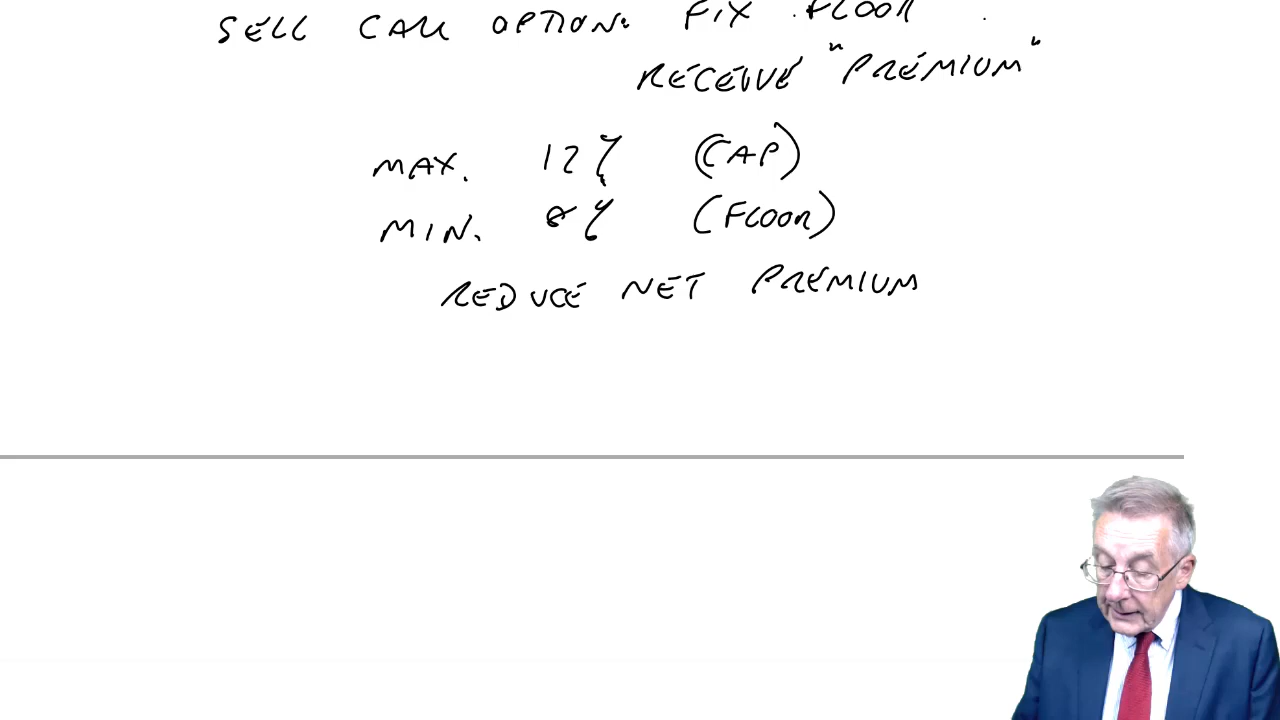 SELL CALL OPTION: FIX FLOOR
RECEIVE "PREMIUM"
MAX. 12% (CAP)
MIN. 8% (FLOOR)
REDUCE NET PREMIUM